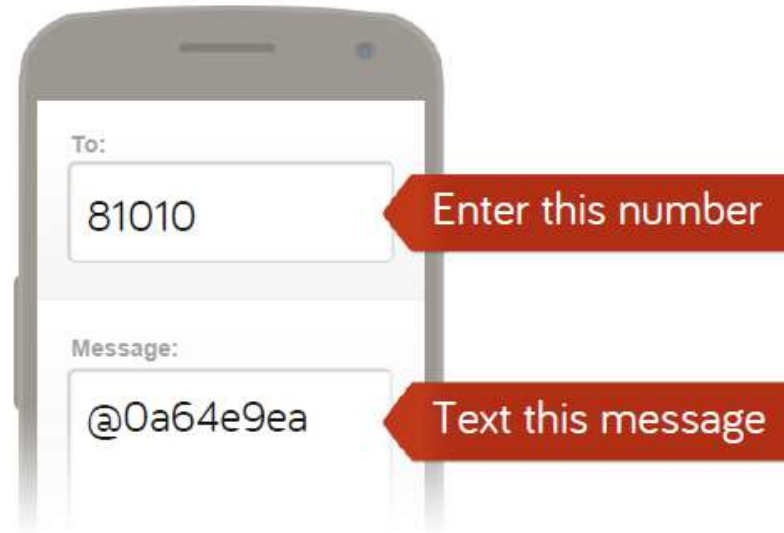 To:
81010
Enter this number
Message:
@0a64e9ea
Text this message